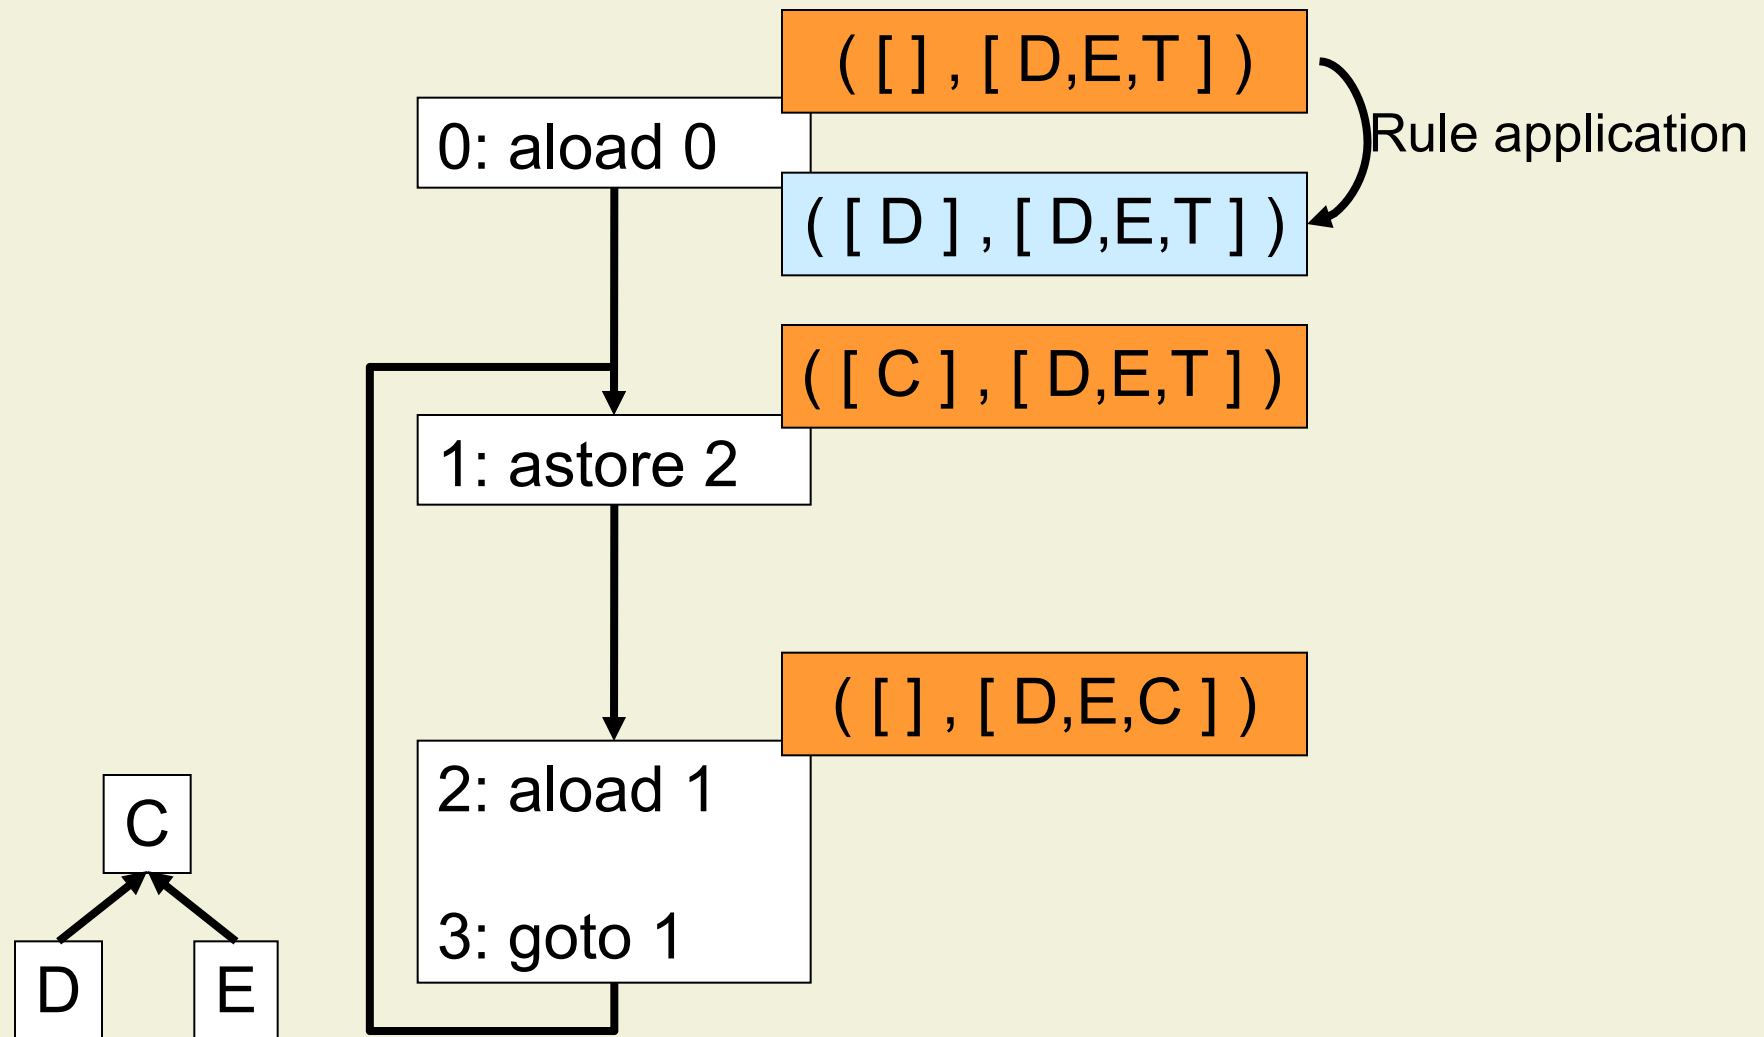 ( [ ] , [ D,E,T ] )
0: aload 0
Rule application
( [ D ] , [ D,E,T ] )
( [ C ] , [ D,E,T ] )
1: astore 2
( [ ] , [ D,E,C ] )
2: aload 1
3: goto 1
C
D
E